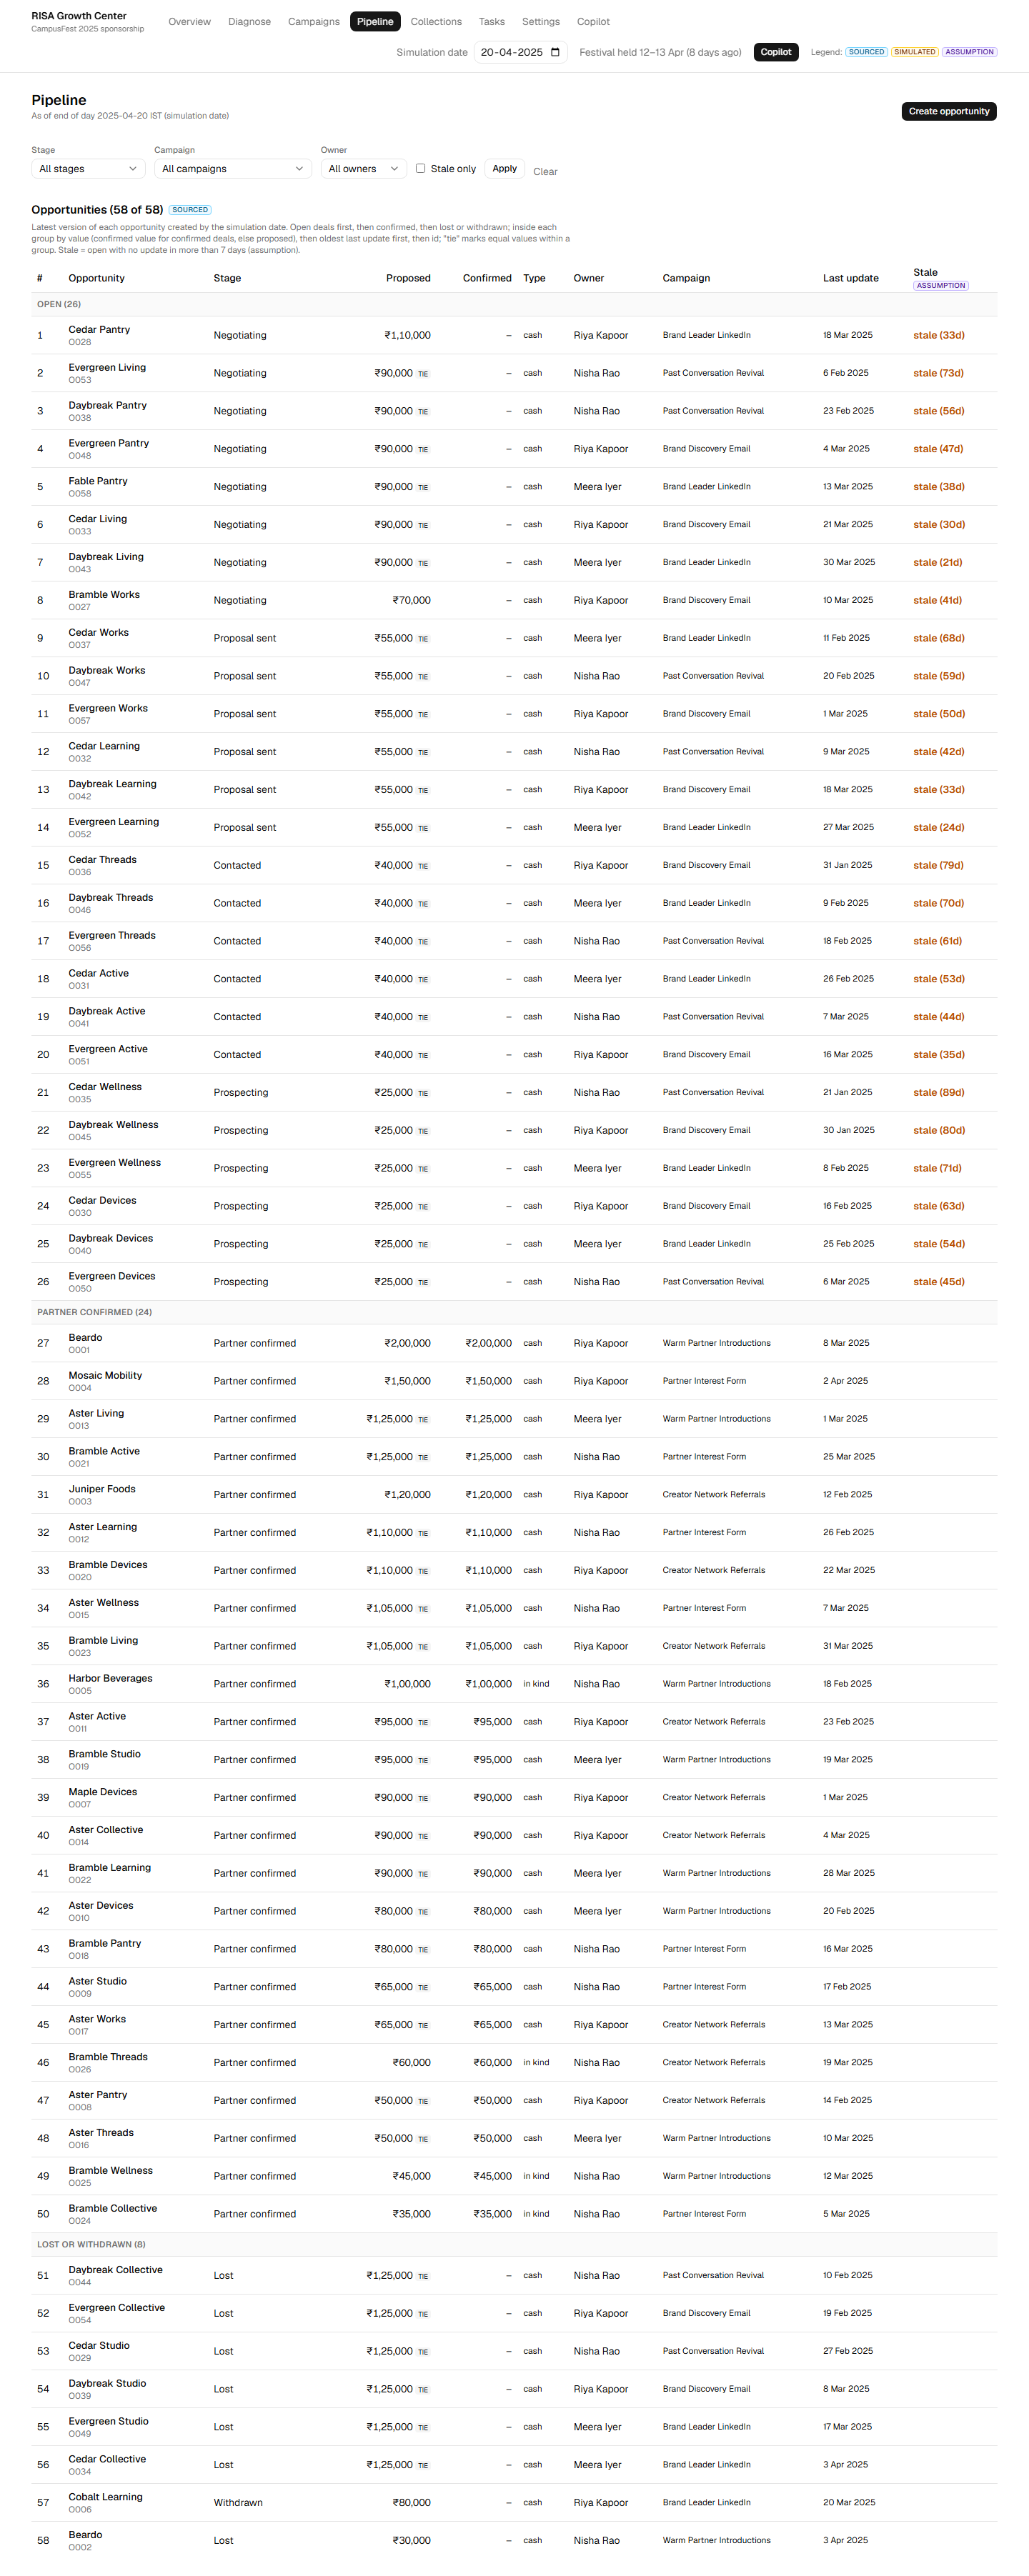 RISA Growth Center
CampusFest 2025 sponsorship
Overview Diagnose Campaigns Pipeline Collections Tasks Settings Copilot
Simulation date 20-04-2025 Festival held 12–13 Apr (8 days ago) Copilot Legend: SOURCED SIMULATED ASSUMPTION
Pipeline
As of end of day 2025-04-20 IST (simulation date)
Create opportunity
Stage Campaign Owner
All stages All campaigns All owners Stale only Apply Clear
Opportunities (58 of 58) SOURCED
Latest version of each opportunity created by the simulation date. Open deals first, then confirmed, then lost or withdrawn; inside each
group by value (confirmed value for confirmed deals, else proposed), then oldest last update first, then id; "tie" marks equal values within a
group. Stale = open with no update in more than 7 days (assumption).
# Opportunity Stage Proposed Confirmed Type Owner Campaign Last update Stale
ASSUMPTION
OPEN (26)
1 Cedar Pantry Negotiating ₹1,10,000 – cash Riya Kapoor Brand Leader LinkedIn 18 Mar 2025 stale (33d)
O028
2 Evergreen Living Negotiating ₹90,000 TIE – cash Nisha Rao Past Conversation Revival 6 Feb 2025 stale (73d)
O053
3 Daybreak Pantry Negotiating ₹90,000 TIE – cash Nisha Rao Past Conversation Revival 23 Feb 2025 stale (56d)
O038
4 Evergreen Pantry Negotiating ₹90,000 TIE – cash Riya Kapoor Brand Discovery Email 4 Mar 2025 stale (47d)
O048
5 Fable Pantry Negotiating ₹90,000 TIE – cash Meera Iyer Brand Leader LinkedIn 13 Mar 2025 stale (38d)
O058
6 Cedar Living Negotiating ₹90,000 TIE – cash Riya Kapoor Brand Discovery Email 21 Mar 2025 stale (30d)
O033
7 Daybreak Living Negotiating ₹90,000 TIE – cash Meera Iyer Brand Leader LinkedIn 30 Mar 2025 stale (21d)
O043
8 Bramble Works Negotiating ₹70,000 – cash Riya Kapoor Brand Discovery Email 10 Mar 2025 stale (41d)
O027
9 Cedar Works Proposal sent ₹55,000 TIE – cash Meera Iyer Brand Leader LinkedIn 11 Feb 2025 stale (68d)
O037
10 Daybreak Works Proposal sent ₹55,000 TIE – cash Nisha Rao Past Conversation Revival 20 Feb 2025 stale (59d)
O047
11 Evergreen Works Proposal sent ₹55,000 TIE – cash Riya Kapoor Brand Discovery Email 1 Mar 2025 stale (50d)
O057
12 Cedar Learning Proposal sent ₹55,000 TIE – cash Nisha Rao Past Conversation Revival 9 Mar 2025 stale (42d)
O032
13 Daybreak Learning Proposal sent ₹55,000 TIE – cash Riya Kapoor Brand Discovery Email 18 Mar 2025 stale (33d)
O042
14 Evergreen Learning Proposal sent ₹55,000 TIE – cash Meera Iyer Brand Leader LinkedIn 27 Mar 2025 stale (24d)
O052
15 Cedar Threads Contacted ₹40,000 TIE – cash Riya Kapoor Brand Discovery Email 31 Jan 2025 stale (79d)
O036
16 Daybreak Threads Contacted ₹40,000 TIE – cash Meera Iyer Brand Leader LinkedIn 9 Feb 2025 stale (70d)
O046
17 Evergreen Threads Contacted ₹40,000 TIE – cash Nisha Rao Past Conversation Revival 18 Feb 2025 stale (61d)
O056
18 Cedar Active Contacted ₹40,000 TIE – cash Meera Iyer Brand Leader LinkedIn 26 Feb 2025 stale (53d)
O031
19 Daybreak Active Contacted ₹40,000 TIE – cash Nisha Rao Past Conversation Revival 7 Mar 2025 stale (44d)
O041
20 Evergreen Active Contacted ₹40,000 TIE – cash Riya Kapoor Brand Discovery Email 16 Mar 2025 stale (35d)
O051
21 Cedar Wellness Prospecting ₹25,000 TIE – cash Nisha Rao Past Conversation Revival 21 Jan 2025 stale (89d)
O035
22 Daybreak Wellness Prospecting ₹25,000 TIE – cash Riya Kapoor Brand Discovery Email 30 Jan 2025 stale (80d)
O045
23 Evergreen Wellness Prospecting ₹25,000 TIE – cash Meera Iyer Brand Leader LinkedIn 8 Feb 2025 stale (71d)
O055
24 Cedar Devices Prospecting ₹25,000 TIE – cash Riya Kapoor Brand Discovery Email 16 Feb 2025 stale (63d)
O030
25 Daybreak Devices Prospecting ₹25,000 TIE – cash Meera Iyer Brand Leader LinkedIn 25 Feb 2025 stale (54d)
O040
26 Evergreen Devices Prospecting ₹25,000 TIE – cash Nisha Rao Past Conversation Revival 6 Mar 2025 stale (45d)
O050
PARTNER CONFIRMED (24)
27 Beardo Partner confirmed ₹2,00,000 ₹2,00,000 cash Riya Kapoor Warm Partner Introductions 8 Mar 2025
O001
28 Mosaic Mobility Partner confirmed ₹1,50,000 ₹1,50,000 cash Riya Kapoor Partner Interest Form 2 Apr 2025
O004
29 Aster Living Partner confirmed ₹1,25,000 TIE ₹1,25,000 cash Meera Iyer Warm Partner Introductions 1 Mar 2025
O013
30 Bramble Active Partner confirmed ₹1,25,000 TIE ₹1,25,000 cash Nisha Rao Partner Interest Form 25 Mar 2025
O021
31 Juniper Foods Partner confirmed ₹1,20,000 ₹1,20,000 cash Riya Kapoor Creator Network Referrals 12 Feb 2025
O003
32 Aster Learning Partner confirmed ₹1,10,000 TIE ₹1,10,000 cash Nisha Rao Partner Interest Form 26 Feb 2025
O012
33 Bramble Devices Partner confirmed ₹1,10,000 TIE ₹1,10,000 cash Riya Kapoor Creator Network Referrals 22 Mar 2025
O020
34 Aster Wellness Partner confirmed ₹1,05,000 TIE ₹1,05,000 cash Nisha Rao Partner Interest Form 7 Mar 2025
O015
35 Bramble Living Partner confirmed ₹1,05,000 TIE ₹1,05,000 cash Riya Kapoor Creator Network Referrals 31 Mar 2025
O023
36 Harbor Beverages Partner confirmed ₹1,00,000 ₹1,00,000 in kind Nisha Rao Warm Partner Introductions 18 Feb 2025
O005
37 Aster Active Partner confirmed ₹95,000 TIE ₹95,000 cash Riya Kapoor Creator Network Referrals 23 Feb 2025
O011
38 Bramble Studio Partner confirmed ₹95,000 TIE ₹95,000 cash Meera Iyer Warm Partner Introductions 19 Mar 2025
O019
39 Maple Devices Partner confirmed ₹90,000 TIE ₹90,000 cash Riya Kapoor Creator Network Referrals 1 Mar 2025
O007
40 Aster Collective Partner confirmed ₹90,000 TIE ₹90,000 cash Riya Kapoor Creator Network Referrals 4 Mar 2025
O014
41 Bramble Learning Partner confirmed ₹90,000 TIE ₹90,000 cash Meera Iyer Warm Partner Introductions 28 Mar 2025
O022
42 Aster Devices Partner confirmed ₹80,000 TIE ₹80,000 cash Meera Iyer Warm Partner Introductions 20 Feb 2025
O010
43 Bramble Pantry Partner confirmed ₹80,000 TIE ₹80,000 cash Nisha Rao Partner Interest Form 16 Mar 2025
O018
44 Aster Studio Partner confirmed ₹65,000 TIE ₹65,000 cash Nisha Rao Partner Interest Form 17 Feb 2025
O009
45 Aster Works Partner confirmed ₹65,000 TIE ₹65,000 cash Riya Kapoor Creator Network Referrals 13 Mar 2025
O017
46 Bramble Threads Partner confirmed ₹60,000 ₹60,000 in kind Nisha Rao Creator Network Referrals 19 Mar 2025
O026
47 Aster Pantry Partner confirmed ₹50,000 TIE ₹50,000 cash Riya Kapoor Creator Network Referrals 14 Feb 2025
O008
48 Aster Threads Partner confirmed ₹50,000 TIE ₹50,000 cash Meera Iyer Warm Partner Introductions 10 Mar 2025
O016
49 Bramble Wellness Partner confirmed ₹45,000 ₹45,000 in kind Nisha Rao Warm Partner Introductions 12 Mar 2025
O025
50 Bramble Collective Partner confirmed ₹35,000 ₹35,000 in kind Nisha Rao Partner Interest Form 5 Mar 2025
O024
LOST OR WITHDRAWN (8)
51 Daybreak Collective Lost ₹1,25,000 TIE – cash Nisha Rao Past Conversation Revival 10 Feb 2025
O044
52 Evergreen Collective Lost ₹1,25,000 TIE – cash Riya Kapoor Brand Discovery Email 19 Feb 2025
O054
53 Cedar Studio Lost ₹1,25,000 TIE – cash Nisha Rao Past Conversation Revival 27 Feb 2025
O029
54 Daybreak Studio Lost ₹1,25,000 TIE – cash Riya Kapoor Brand Discovery Email 8 Mar 2025
O039
55 Evergreen Studio Lost ₹1,25,000 TIE – cash Meera Iyer Brand Leader LinkedIn 17 Mar 2025
O049
56 Cedar Collective Lost ₹1,25,000 TIE – cash Meera Iyer Brand Leader LinkedIn 3 Apr 2025
O034
57 Cobalt Learning Withdrawn ₹80,000 – cash Riya Kapoor Brand Leader LinkedIn 20 Mar 2025
O006
58 Beardo Lost ₹30,000 – cash Nisha Rao Warm Partner Introductions 3 Apr 2025
O002